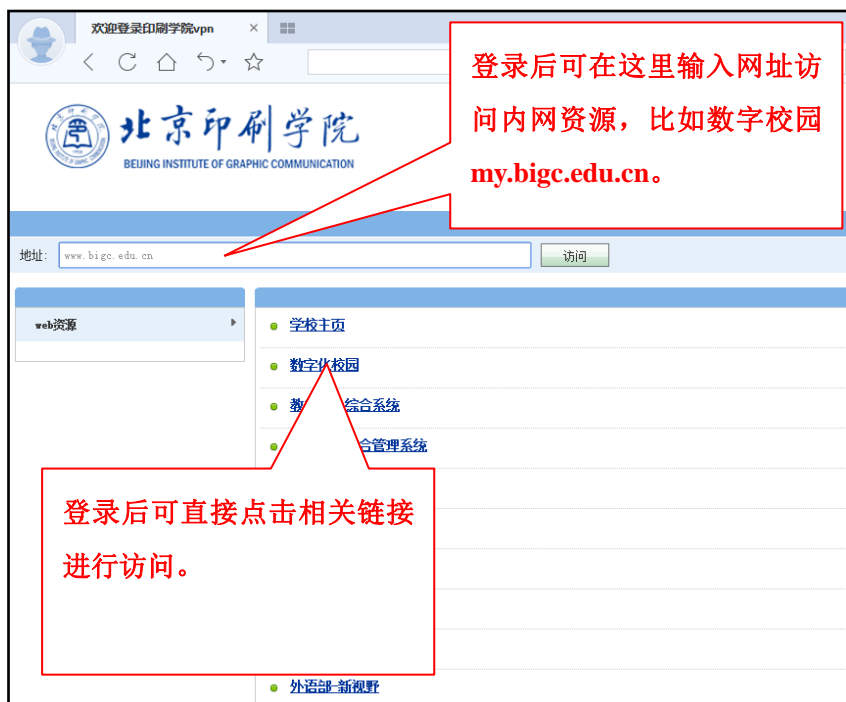 欢迎登录印刷学院vpn
登录后可在这里输入网址访
问内网资源，比如数字校园
my.bigc.edu.cn。
北京印刷学院
BEIJING INSTITUTE OF GRAPHIC COMMUNICATION
地址: www.bigc.edu.cn 访问
web资源
学校主页
数字化校园
综合系统
合管理系统
登录后可直接点击相关链接
进行访问。
外语部-新视野